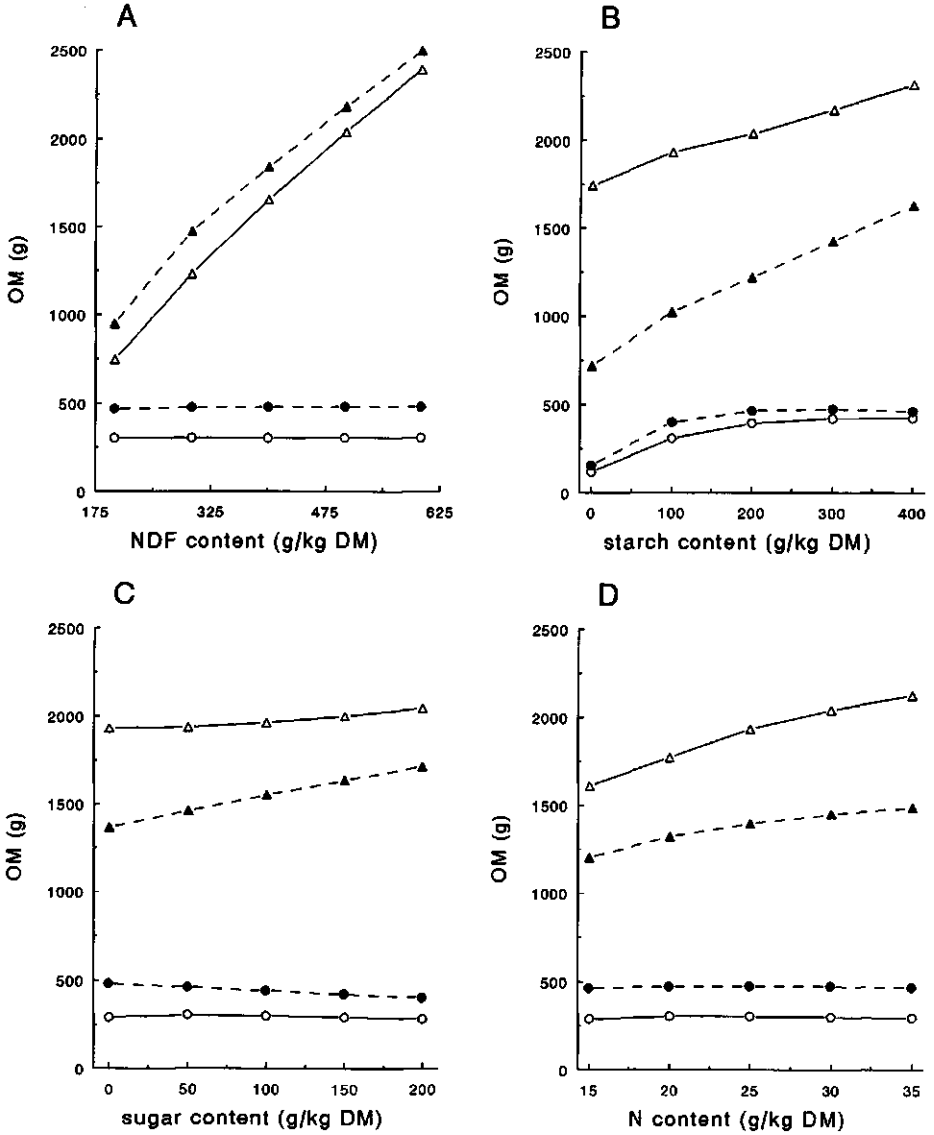 A
OM (g)
2500
2000
1500
1000
500
0
175 325 475 625
NDF content (g/kg DM)
B
OM (g)
2500
2000
1500
1000
500
0
0 100 200 300 400
starch content (g/kg DM)
C
OM (g)
2500
2000
1500
1000
500
0
0 50 100 150 200
sugar content (g/kg DM)
D
OM (g)
2500
2000
1500
1000
500
0
15 20 25 30 35
N content (g/kg DM)